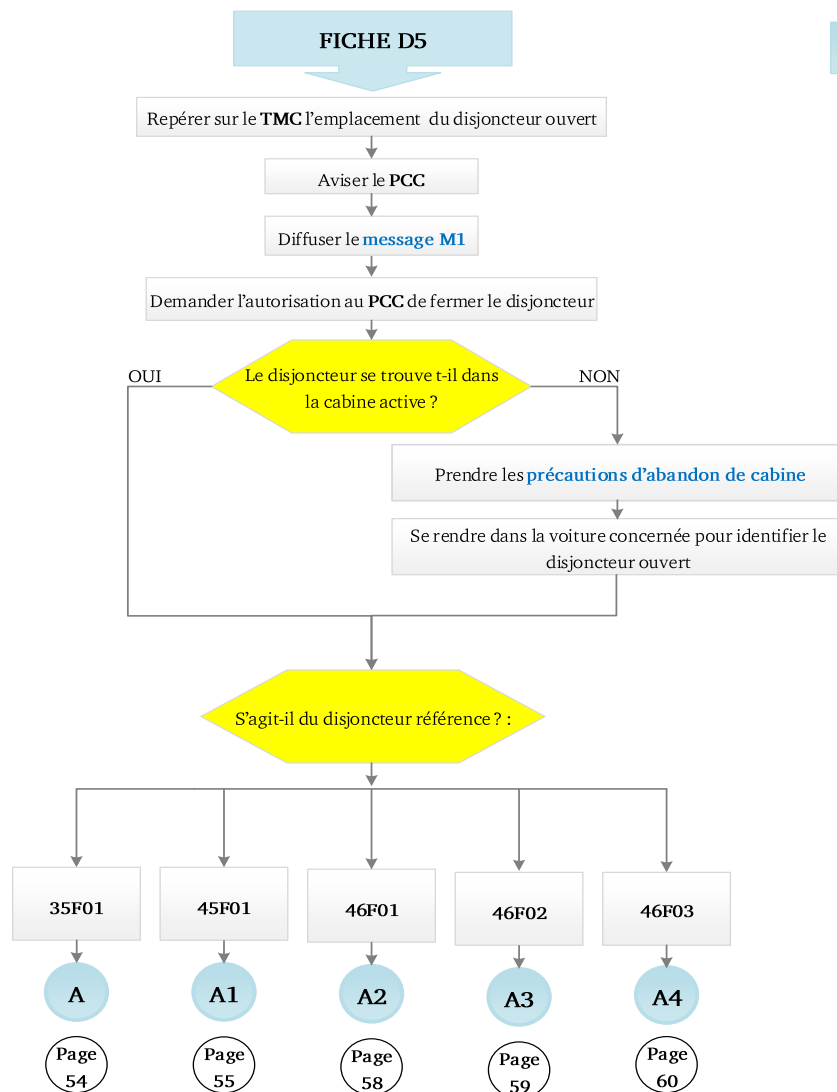 FICHE D5
Repérer sur le TMC l'emplacement du disjoncteur ouvert
Aviser le PCC
Diffuser le message M1
Demander l'autorisation au PCC de fermer le disjoncteur
Le disjoncteur se trouve t-il dans
la cabine active ?
OUI
NON
Prendre les précautions d'abandon de cabine
Se rendre dans la voiture concernée pour identifier le
disjoncteur ouvert
S'agit-il du disjoncteur référence ? :
35F01
45F01
46F01
46F02
46F03
A
A1
A2
A3
A4
Page
54
Page
55
Page
58
Page
59
Page
60